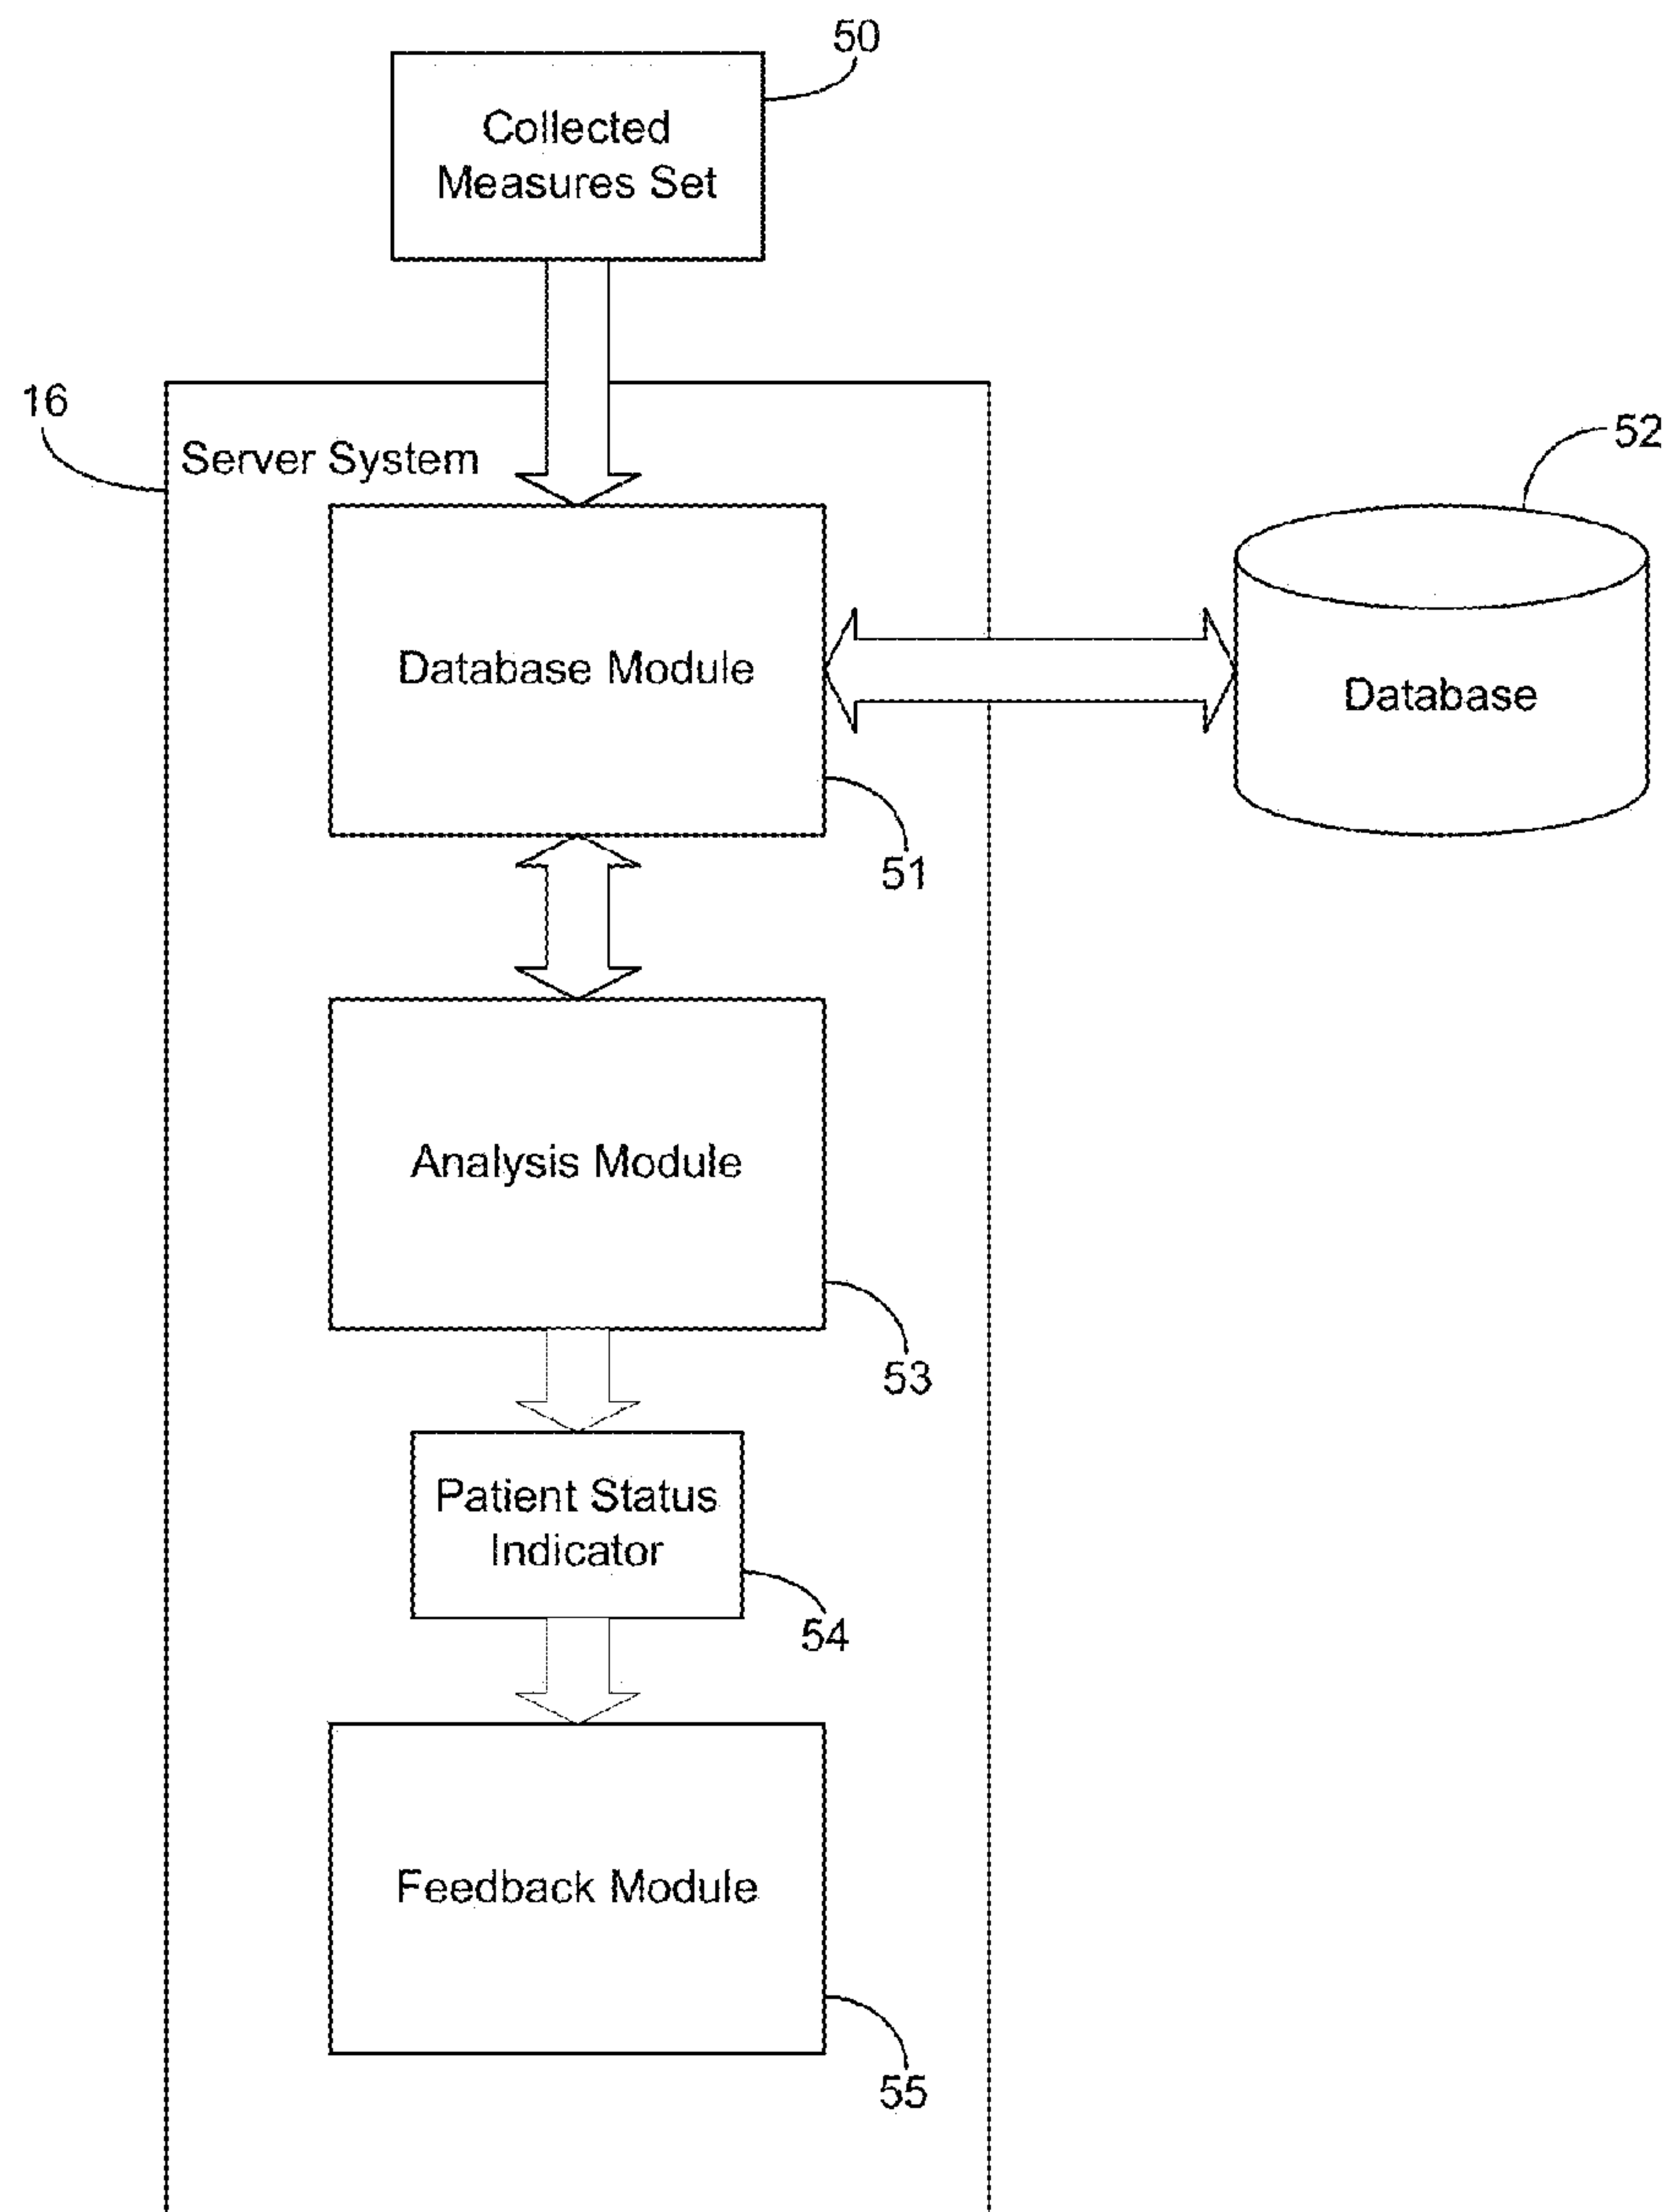 50
Collected
Measures Set
16
Server System
52
Database Module
Database
51
Analysis Module
53
Patient Status
Indicator
54
Feedback Module
55